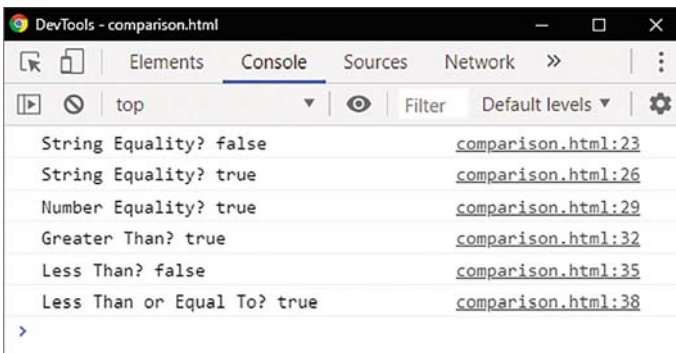 DevTools - comparison.html
Elements Console Sources Network »
top Filter Default levels
String Equality? false comparison.html:23
String Equality? true comparison.html:26
Number Equality? true comparison.html:29
Greater Than? true comparison.html:32
Less Than? false comparison.html:35
Less Than or Equal To? true comparison.html:38
>